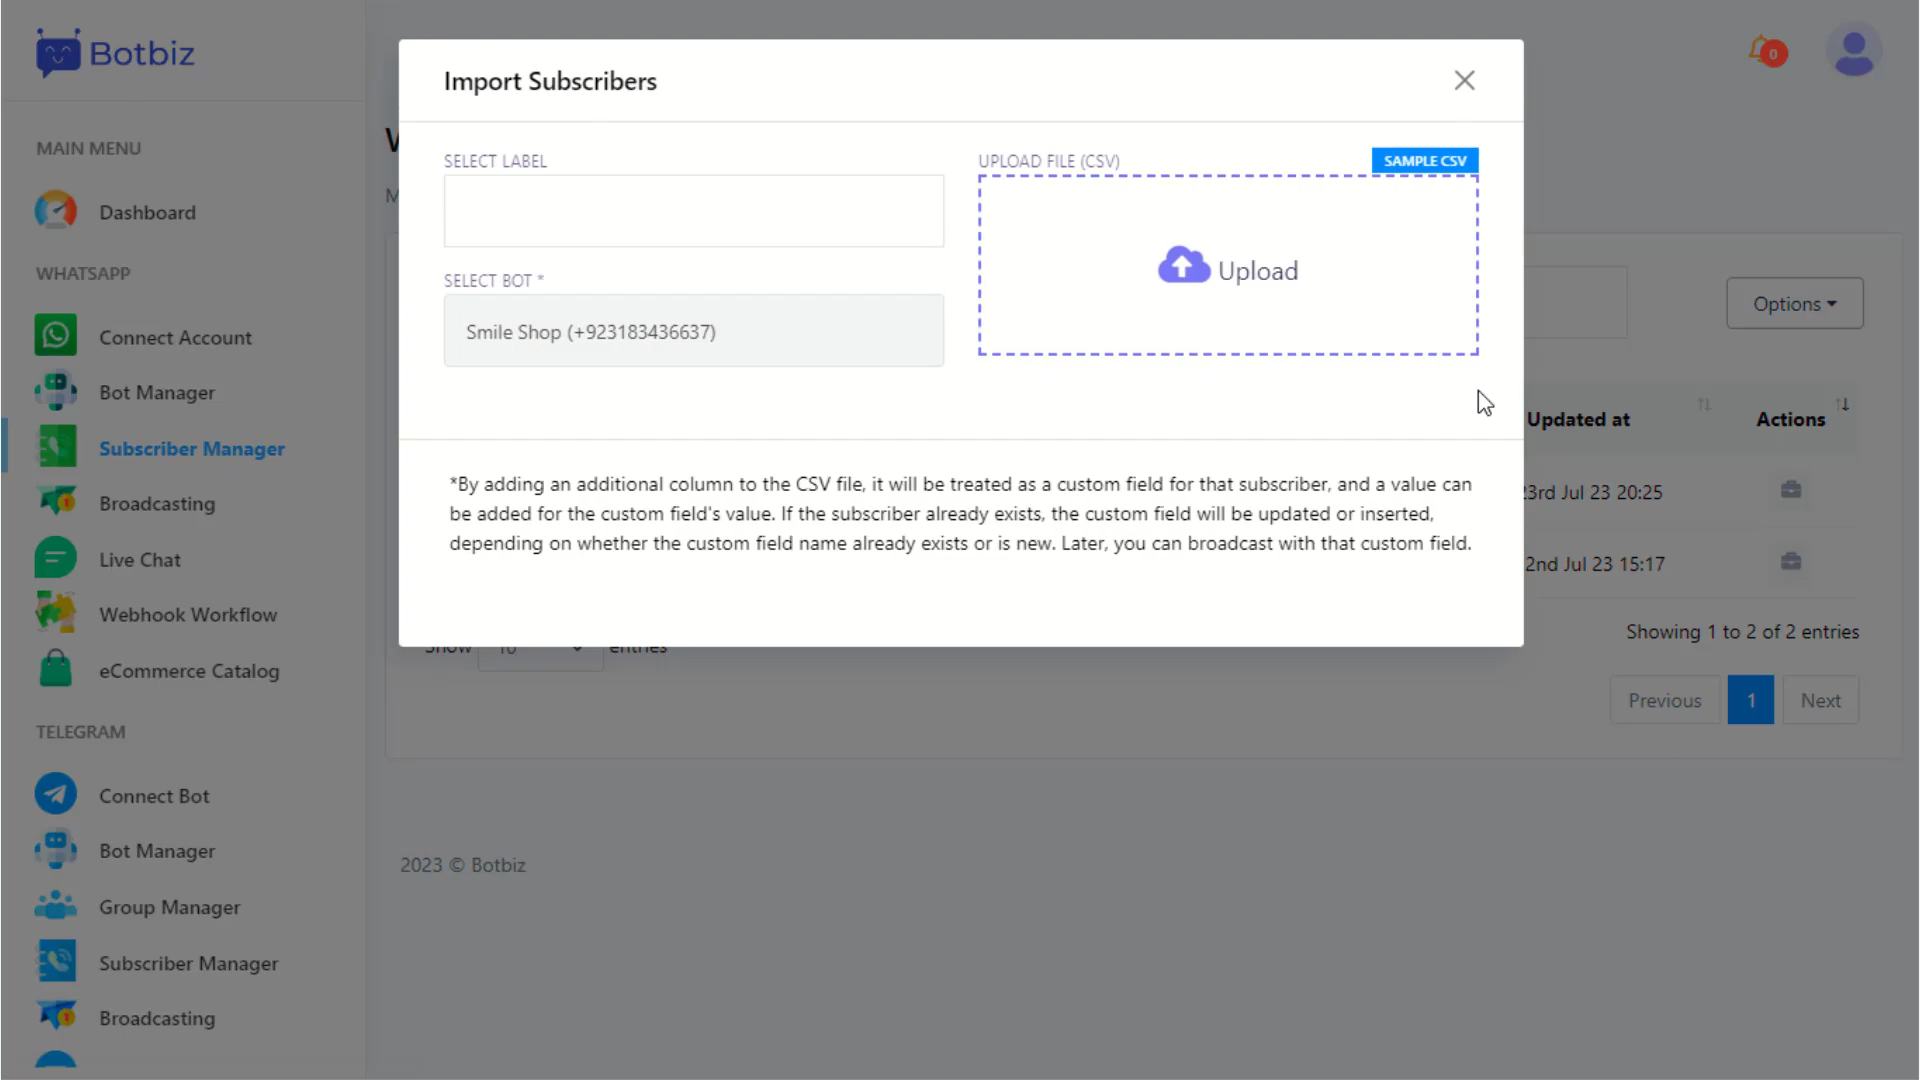 Botbiz
0
MAIN MENU
Dashboard
WHATSAPP
Connect Account
Bot Manager
Subscriber Manager
Broadcasting
Live Chat
Webhook Workflow
eCommerce Catalog
TELEGRAM
Connect Bot
Bot Manager
Group Manager
Subscriber Manager
Broadcasting
Import Subscribers
SELECT LABEL
SELECT BOT *
Smile Shop (+923183436637)
UPLOAD FILE (CSV)
SAMPLE CSV
Upload
*By adding an additional column to the CSV file, it will be treated as a custom field for that subscriber, and a value can
be added for the custom field's value. If the subscriber already exists, the custom field will be updated or inserted,
depending on whether the custom field name already exists or is new. Later, you can broadcast with that custom field.
Options
Updated at
Actions
23rd Jul 23 20:25
2nd Jul 23 15:17
Show 10 entries
Showing 1 to 2 of 2 entries
Previous 1 Next
2023 © Botbiz